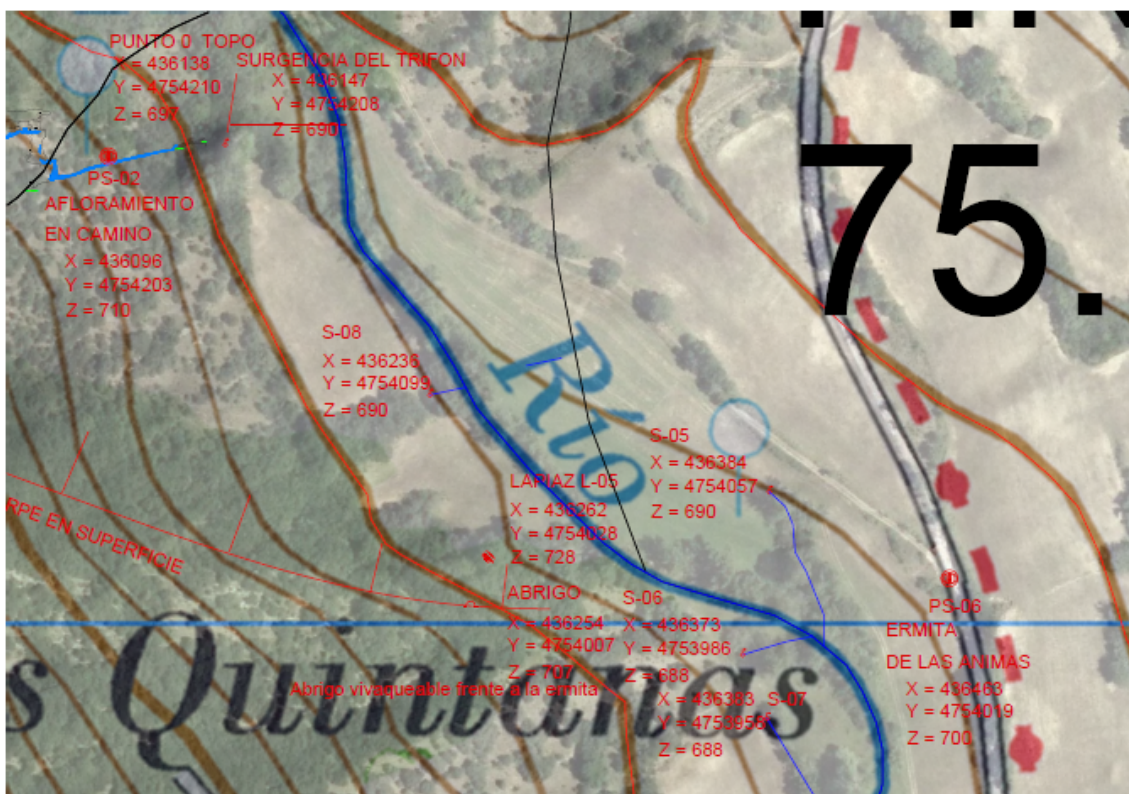 PUNTO 0 TOPO
X = 436138
Y = 4754210
Z = 697
SURGENCIA DEL TRIFON
X = 436147
Y = 4754208
Z = 690
75.
PS-02
AFLORAMIENTO
EN CAMINO
X = 436096
Y = 4754203
Z = 710
S-08
X = 436236
Y = 4754099
Z = 690
Río
S-05
X = 436384
Y = 4754057
Z = 690
LAPIAZ L-05
X = 436262
Y = 4754028
Z = 728
RPE EN SUPERFICIE
ABRIGO
X = 436254
Y = 4754007
Z = 707
Abrigo vivaqueable frente a la ermita
S-06
X = 436373
Y = 4753986
Z = 688
PS-06
ERMITA
DE LAS ANIMAS
X = 436463
Y = 4754019
Z = 700
s Quintanas
X = 436383 S-07
Y = 4753956
Z = 688